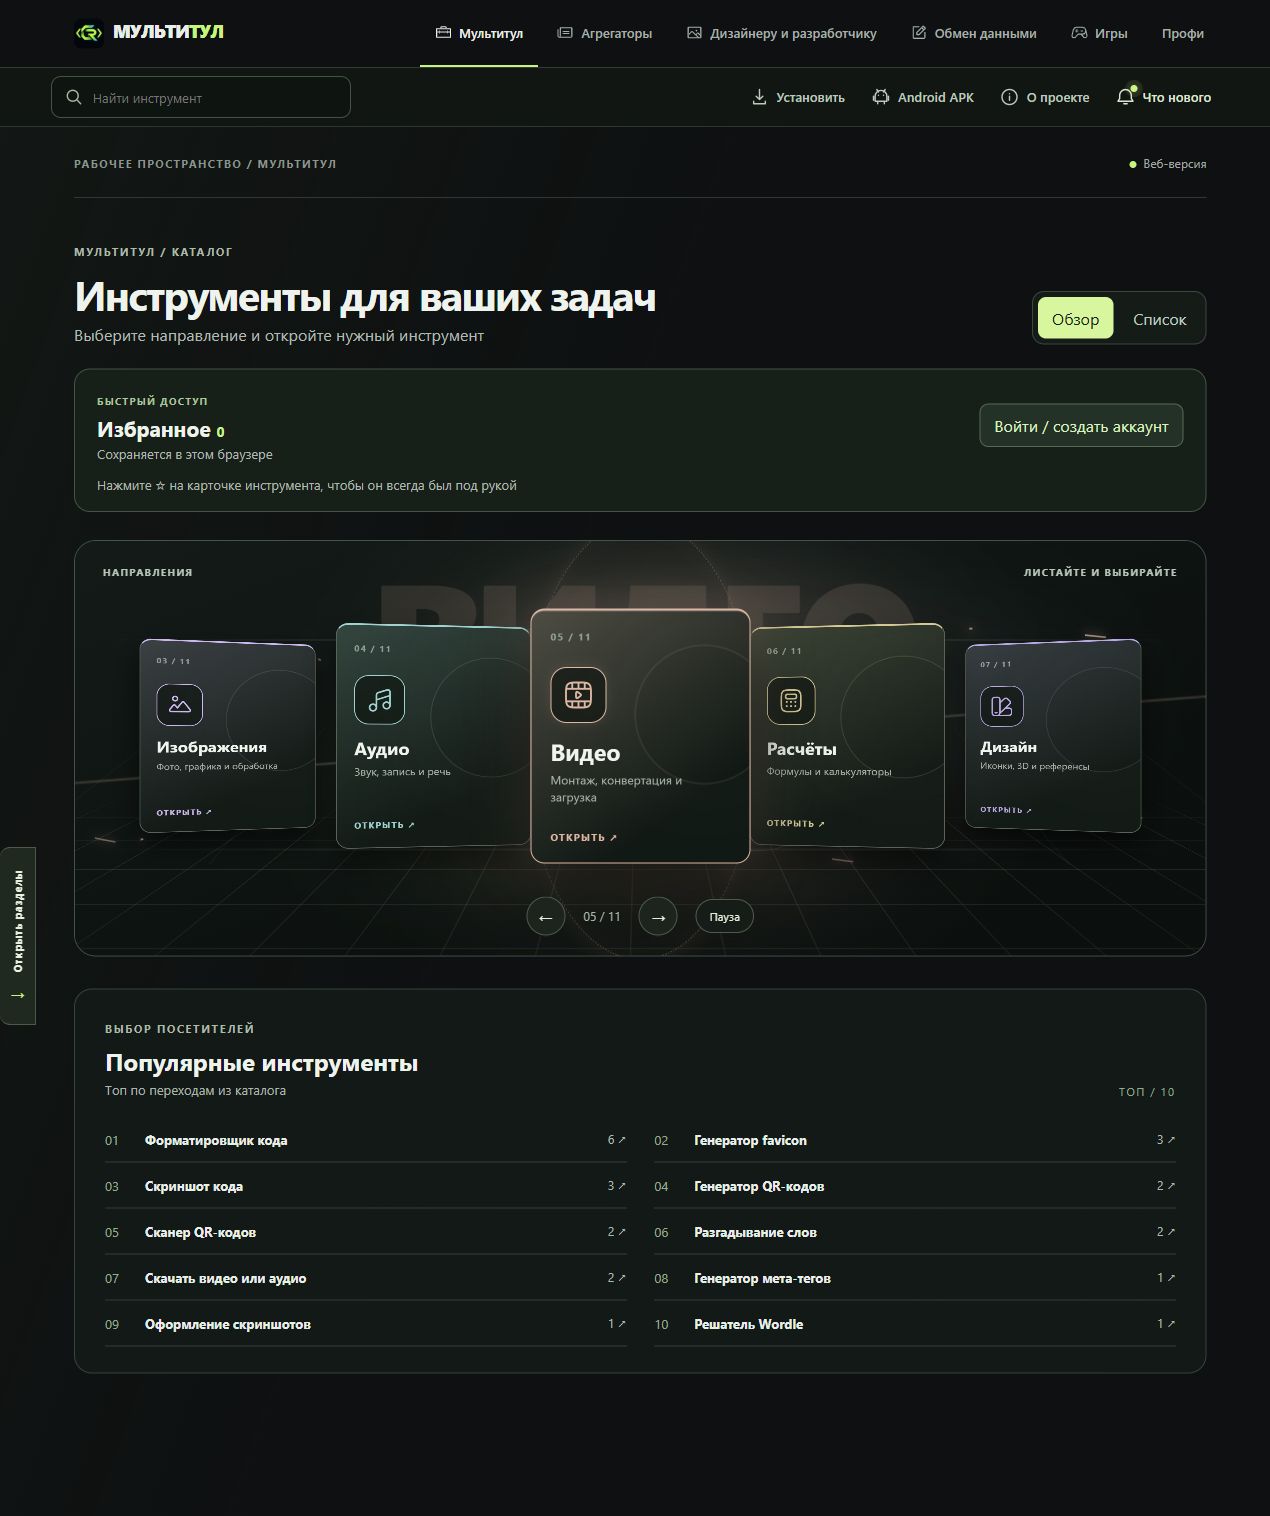 МУЛЬТИТУЛ
Мультитул
Агрегаторы
Дизайнеру и разработчику
Обмен данными
Игры
Профи
Найти инструмент
Установить
Android APK
О проекте
Что нового
РАБОЧЕЕ ПРОСТРАНСТВО / МУЛЬТИТУЛ
Веб-версия
МУЛЬТИТУЛ / КАТАЛОГ
Инструменты для ваших задач
Выберите направление и откройте нужный инструмент
Обзор
Список
БЫСТРЫЙ ДОСТУП
Избранное 0
Сохраняется в этом браузере
Нажмите ☆ на карточке инструмента, чтобы он всегда был под рукой
Войти / создать аккаунт
НАПРАВЛЕНИЯ
ЛИСТАЙТЕ И ВЫБИРАЙТЕ
03 / 11
Изображения
Фото, графика и обработка
ОТКРЫТЬ ↗
04 / 11
Аудио
Звук, запись и речь
ОТКРЫТЬ ↗
05 / 11
Видео
Монтаж, конвертация и
загрузка
ОТКРЫТЬ ↗
06 / 11
Расчёты
Формулы и калькуляторы
ОТКРЫТЬ ↗
07 / 11
Дизайн
Иконки, 3D и референсы
ОТКРЫТЬ ↗
← 05 / 11 →
Пауза
Открыть разделы →
ВЫБОР ПОСЕТИТЕЛЕЙ
Популярные инструменты
Топ по переходам из каталога
ТОП / 10
01 Форматировщик кода 6 ↗
02 Генератор favicon 3 ↗
03 Скриншот кода 3 ↗
04 Генератор QR-кодов 2 ↗
05 Сканер QR-кодов 2 ↗
06 Разгадывание слов 2 ↗
07 Скачать видео или аудио 2 ↗
08 Генератор мета-тегов 1 ↗
09 Оформление скриншотов 1 ↗
10 Решатель Wordle 1 ↗